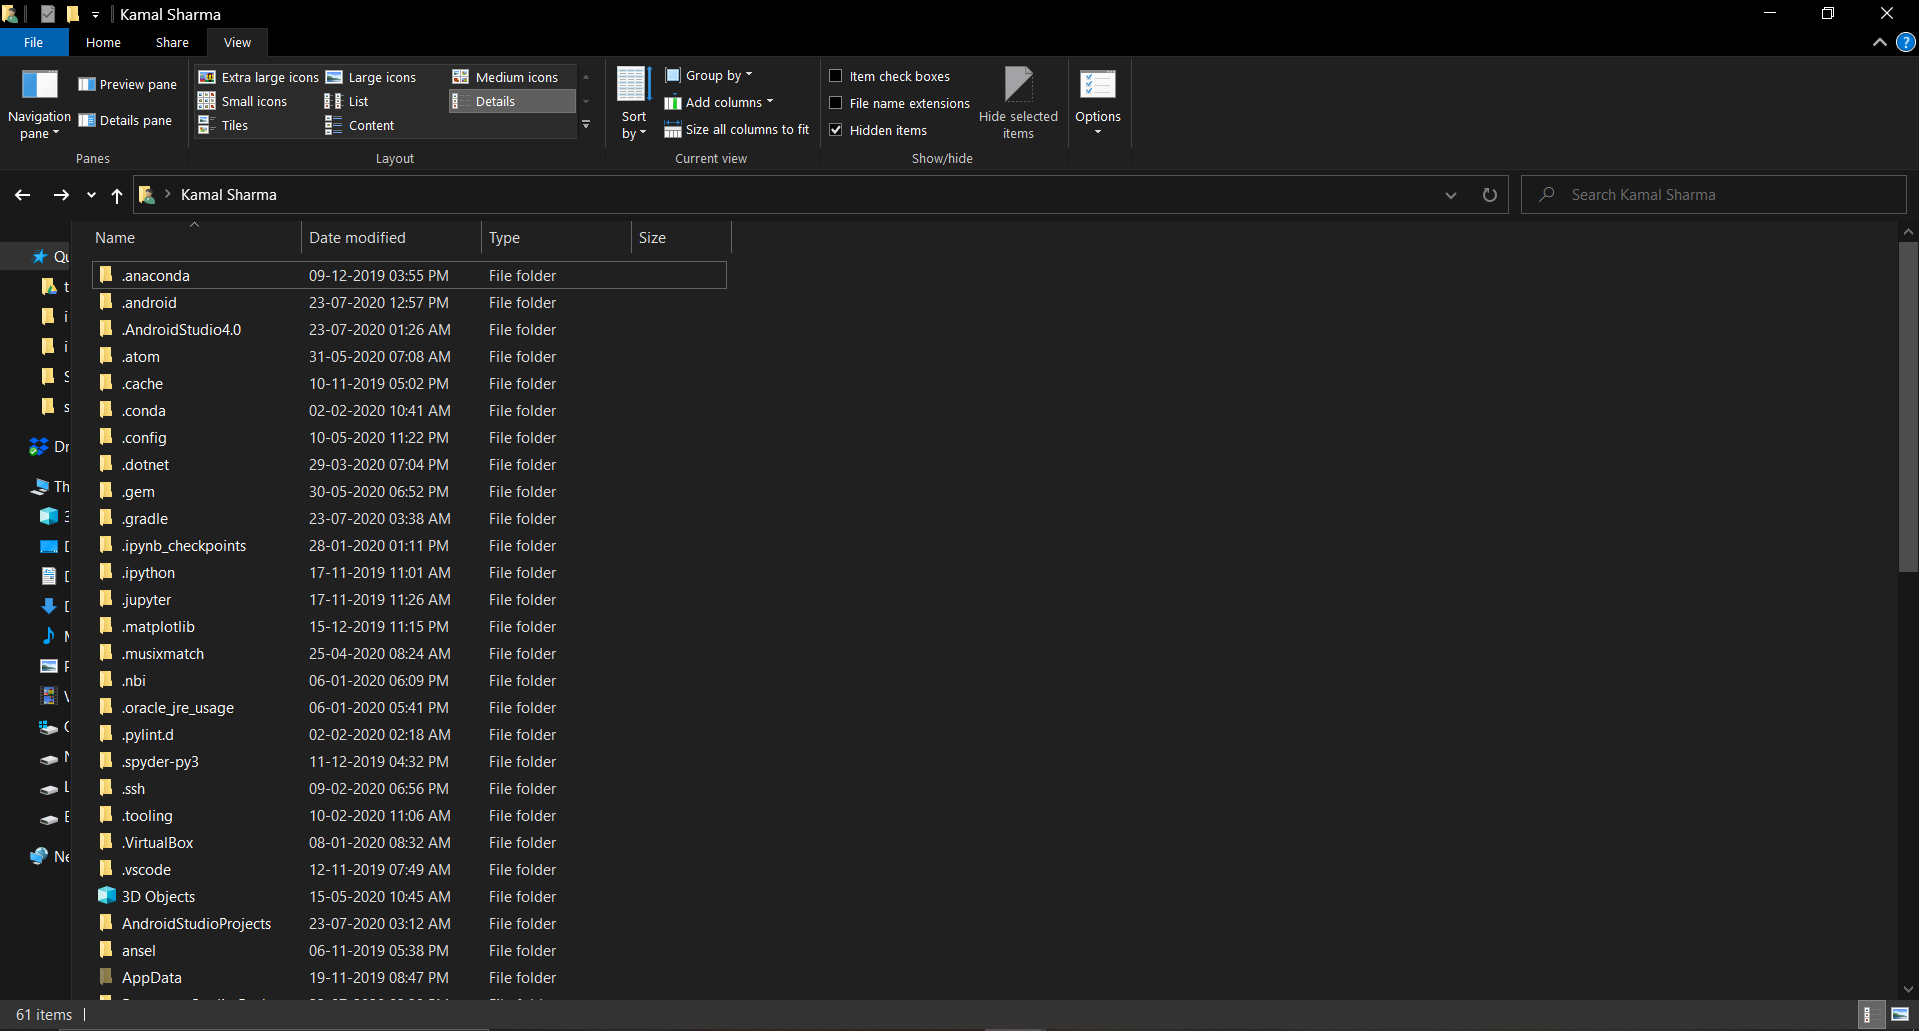 Kamal Sharma
File Home Share View
Navigation pane
Preview pane
Details pane
Panes
Extra large icons Large icons Medium icons
Small icons List Details
Tiles Content
Layout
Sort by
Group by
Add columns
Size all columns to fit
Current view
Item check boxes
File name extensions
Hidden items
Hide selected items
Show/hide
Options
Kamal Sharma
Search Kamal Sharma
Name Date modified Type Size
.anaconda 09-12-2019 03:55 PM File folder
.android 23-07-2020 12:57 PM File folder
.AndroidStudio4.0 23-07-2020 01:26 AM File folder
.atom 31-05-2020 07:08 AM File folder
.cache 10-11-2019 05:02 PM File folder
.conda 02-02-2020 10:41 AM File folder
.config 10-05-2020 11:22 PM File folder
.dotnet 29-03-2020 07:04 PM File folder
.gem 30-05-2020 06:52 PM File folder
.gradle 23-07-2020 03:38 AM File folder
.ipynb_checkpoints 28-01-2020 01:11 PM File folder
.ipython 17-11-2019 11:01 AM File folder
.jupyter 17-11-2019 11:26 AM File folder
.matplotlib 15-12-2019 11:15 PM File folder
.musixmatch 25-04-2020 08:24 AM File folder
.nbi 06-01-2020 06:09 PM File folder
.oracle_jre_usage 06-01-2020 05:41 PM File folder
.pylint.d 02-02-2020 02:18 AM File folder
.spyder-py3 11-12-2019 04:32 PM File folder
.ssh 09-02-2020 06:56 PM File folder
.tooling 10-02-2020 11:06 AM File folder
.VirtualBox 08-01-2020 08:32 AM File folder
.vscode 12-11-2019 07:49 AM File folder
3D Objects 15-05-2020 10:45 AM File folder
AndroidStudioProjects 23-07-2020 03:12 AM File folder
ansel 06-11-2019 05:38 PM File folder
AppData 19-11-2019 08:47 PM File folder
61 items